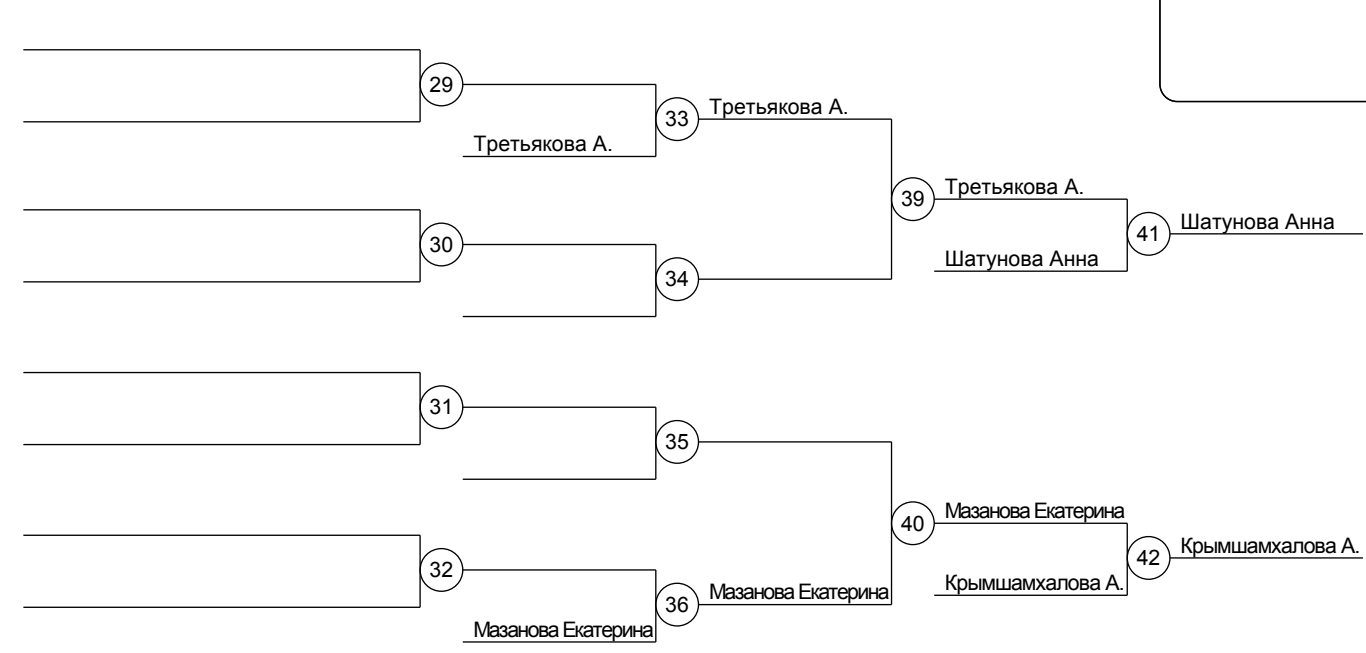 29
33
Третьякова А.
Третьякова А.
39
Третьякова А.
30
41
Шатунова Анна
Шатунова Анна
34
31
35
40
Мазанова Екатерина
42
Крымшамхалова А.
Крымшамхалова А.
32
36
Мазанова Екатерина
Мазанова Екатерина